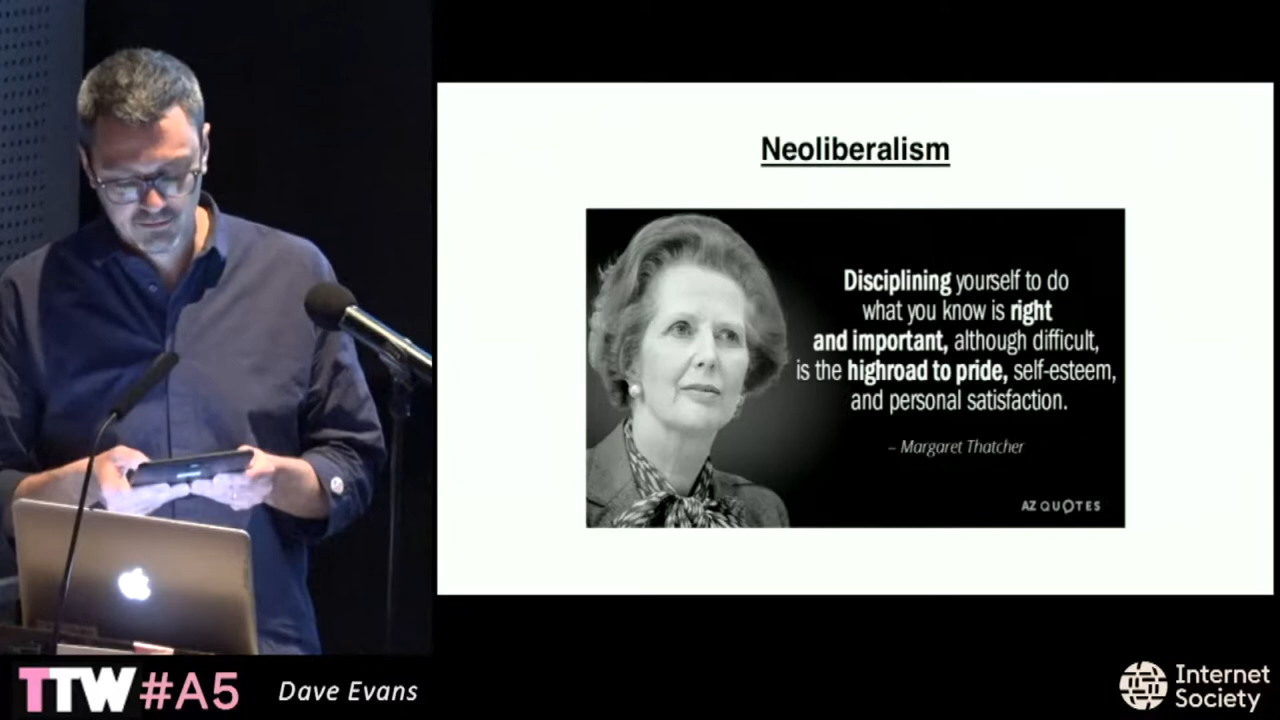 Neoliberalism
Disciplining yourself to do
what you know is right
and important, although difficult,
is the highroad to pride, self-esteem,
and personal satisfaction.
– Margaret Thatcher
AZ QUOTES
TTW #A5
Dave Evans
Internet
Society